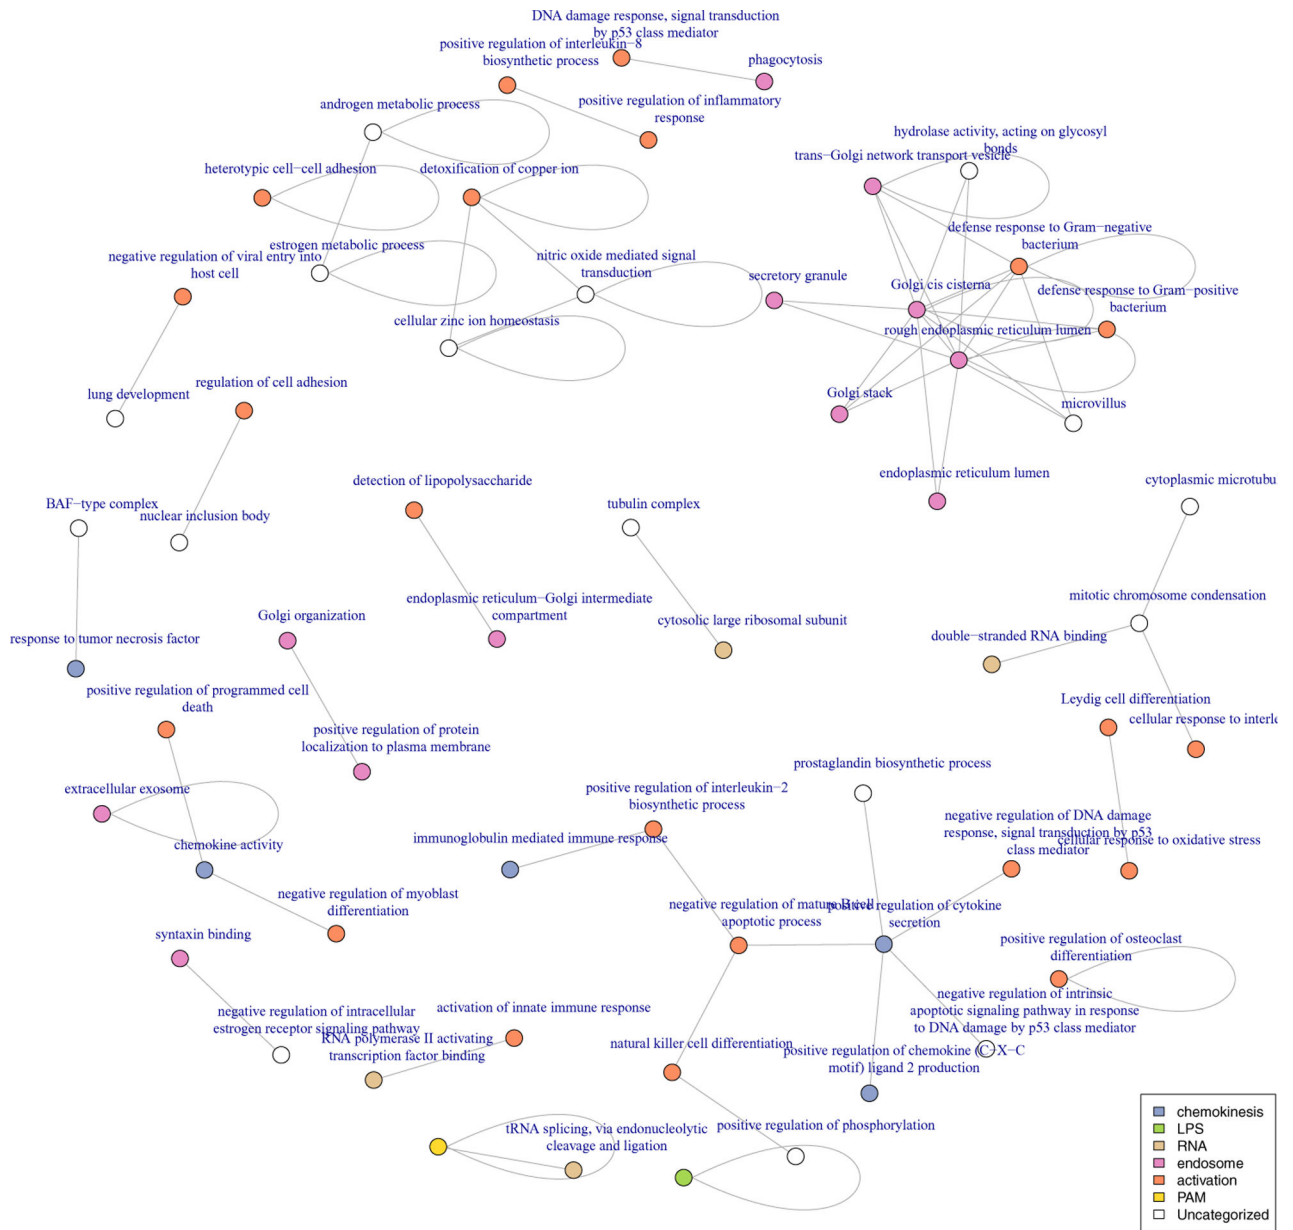 DNA damage response, signal transduction
by p53 class mediator
positive regulation of interleukin−8
biosynthetic process
phagocytosis
androgen metabolic process
positive regulation of inflammatory
response
hydrolase activity, acting on glycosyl
bonds
trans−Golgi network transport vesicle
heterotypic cell−cell adhesion
detoxification of copper ion
defense response to Gram−negative
bacterium
estrogen metabolic process
negative regulation of viral entry into
host cell
nitric oxide mediated signal
transduction
secretory granule
Golgi cis cisterna
defense response to Gram−positive
bacterium
cellular zinc ion homeostasis
rough endoplasmic reticulum lumen
regulation of cell adhesion
lung development
Golgi stack
microvillus
endoplasmic reticulum lumen
detection of lipopolysaccharide
cytoplasmic microtubu
BAF−type complex
tubulin complex
nuclear inclusion body
mitotic chromosome condensation
endoplasmic reticulum−Golgi intermediate
compartment
Golgi organization
cytosolic large ribosomal subunit
double−stranded RNA binding
response to tumor necrosis factor
positive regulation of programmed cell
death
Leydig cell differentiation
cellular response to interle
positive regulation of protein
localization to plasma membrane
prostaglandin biosynthetic process
extracellular exosome
positive regulation of interleukin−2
biosynthetic process
negative regulation of DNA damage
response, signal transduction by p53
class mediator
cellular response to oxidative stress
chemokine activity
immunoglobulin mediated immune response
negative regulation of myoblast
differentiation
negative regulation of mature B cell
apoptotic process
positive regulation of cytokine
secretion
syntaxin binding
positive regulation of osteoclast
differentiation
negative regulation of intrinsic
apoptotic signaling pathway in response
to DNA damage by p53 class mediator
negative regulation of intracellular
estrogen receptor signaling pathway
activation of innate immune response
RNA polymerase II activating
transcription factor binding
natural killer cell differentiation
positive regulation of chemokine (C−X−C
motif) ligand 2 production
tRNA splicing, via endonucleolytic
cleavage and ligation
positive regulation of phosphorylation
chemokinesis
LPS
RNA
endosome
activation
PAM
Uncategorized